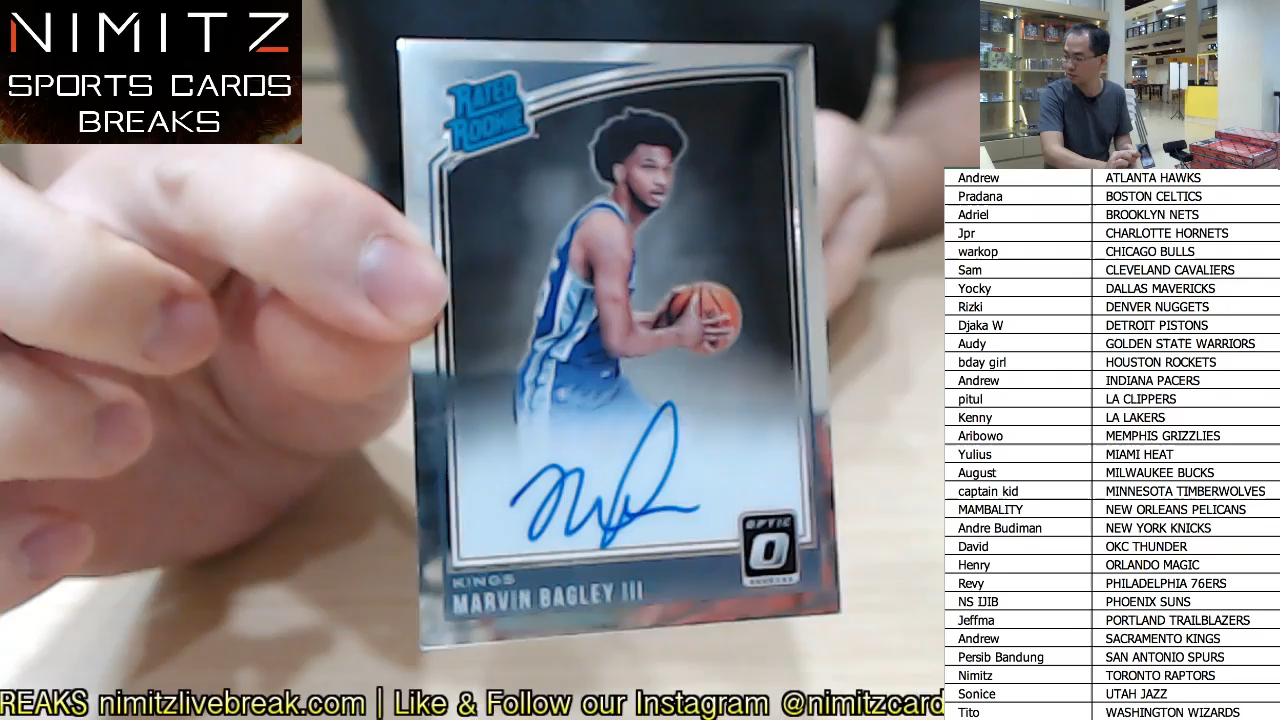 NIMITZ
SPORTS CARDS
BREAKS
RATED
ROOKIE
OPTIC
KINGS
MARVIN BAGLEY III
Andrew ATLANTA HAWKS
Pradana BOSTON CELTICS
Adriel BROOKLYN NETS
Jpr CHARLOTTE HORNETS
warkop CHICAGO BULLS
Sam CLEVELAND CAVALIERS
Yocky DALLAS MAVERICKS
Rizki DENVER NUGGETS
Djaka W DETROIT PISTONS
Audy GOLDEN STATE WARRIORS
bday girl HOUSTON ROCKETS
Andrew INDIANA PACERS
pitul LA CLIPPERS
Kenny LA LAKERS
Aribowo MEMPHIS GRIZZLIES
Yulius MIAMI HEAT
August MILWAUKEE BUCKS
captain kid MINNESOTA TIMBERWOLVES
MAMBALITY NEW ORLEANS PELICANS
Andre Budiman NEW YORK KNICKS
David OKC THUNDER
Henry ORLANDO MAGIC
Revy PHILADELPHIA 76ERS
NS IJIB PHOENIX SUNS
Jeffma PORTLAND TRAILBLAZERS
Andrew SACRAMENTO KINGS
Persib Bandung SAN ANTONIO SPURS
Nimitz TORONTO RAPTORS
Sonice UTAH JAZZ
Tito WASHINGTON WIZARDS
REAKS nimitzlivebreak.com | Like & Follow our Instagram @nimitzcard